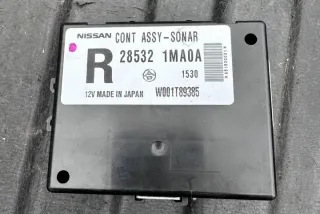 NISSAN CONT ASSY-SONAR
R 28532 1MA0A
1530
12V MADE IN JAPAN W001T89385